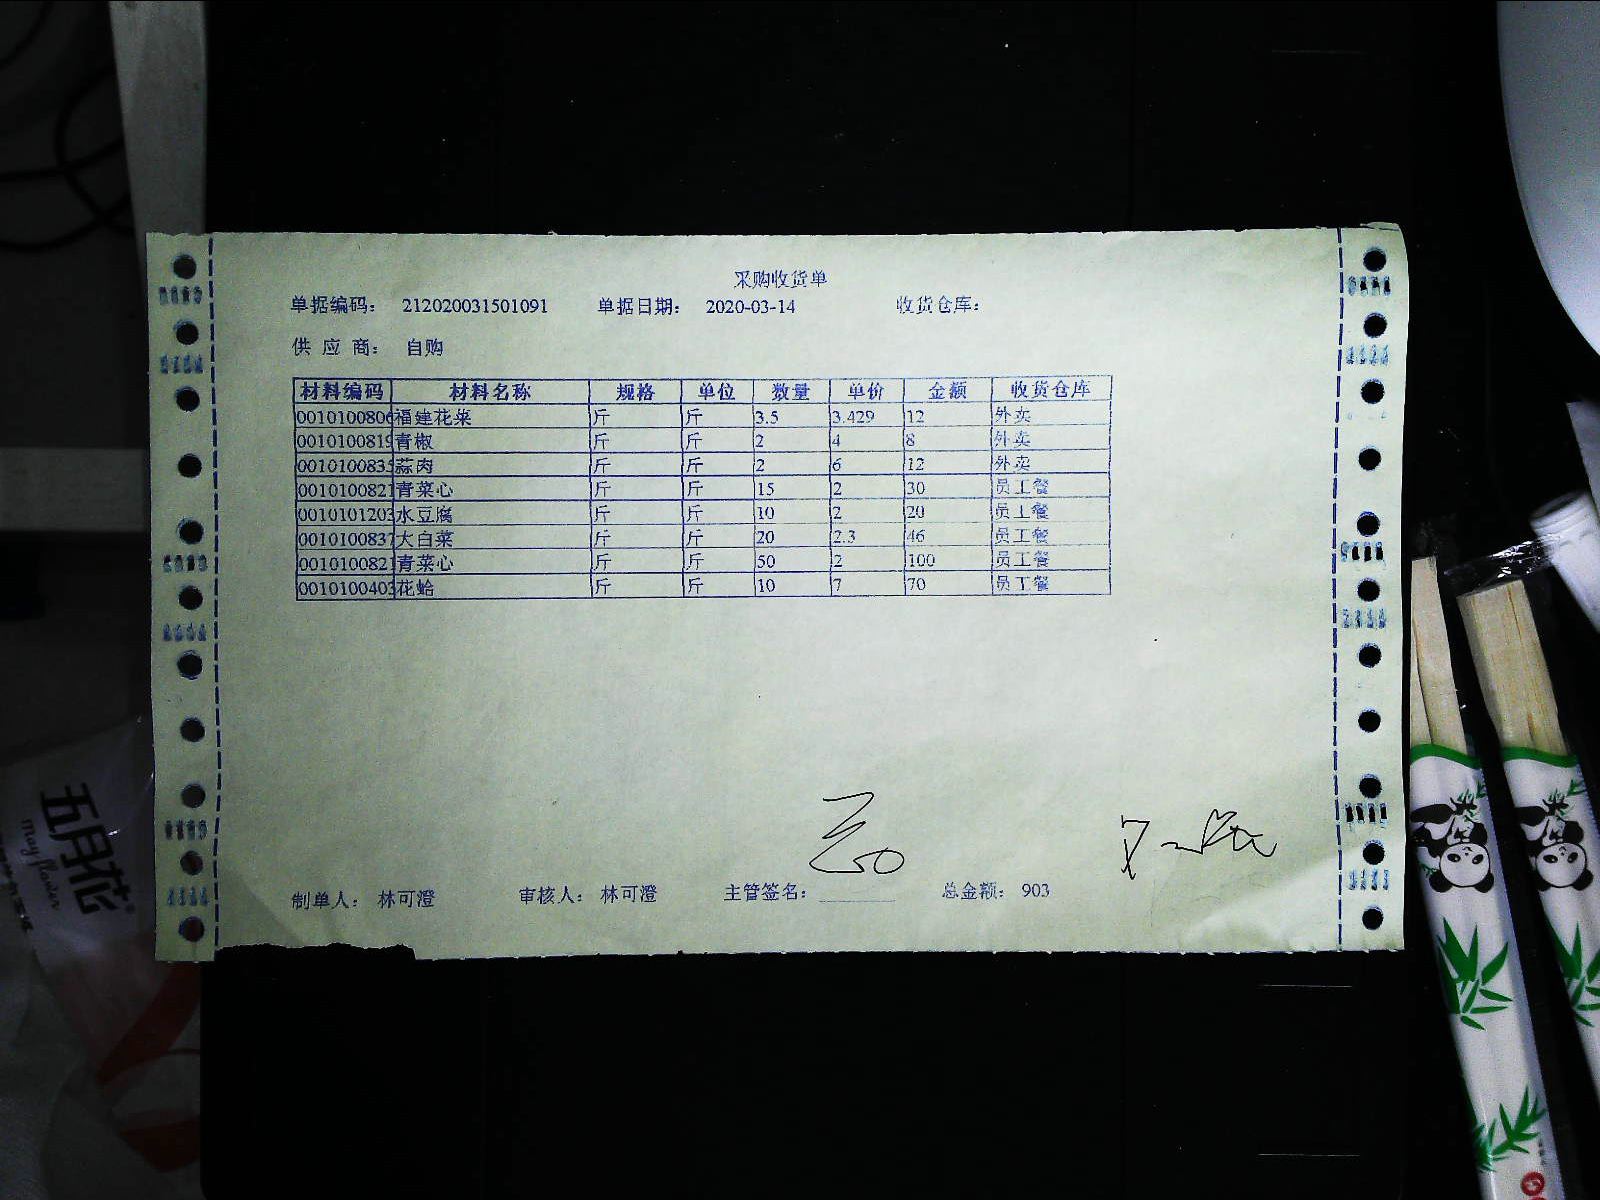 采购收货单
单据编码： 212020031501091 单据日期： 2020-03-14 收货仓库：
供 应 商： 自购
材料编码 材料名称 规格 单位 数量 单价 金额 收货仓库
0010100806 福建花菜 斤 斤 3.5 3.429 12 外卖
0010100819 青椒 斤 斤 2 4 8 外卖
001010083 蒜肉 斤 斤 2 6 12 外卖
0010100821 青菜心 斤 斤 15 2 30 员工餐
0010101203 水豆腐 斤 斤 10 2 20 员工餐
0010100837 大白菜 斤 斤 20 2.3 46 员工餐
0010100821 青菜心 斤 斤 50 2 100 员工餐
0010100403 花蛤 斤 斤 10 7 70 员工餐
制单人： 林可澄 审核人： 林可澄 主管签名： 总金额： 903
五月花
May flower